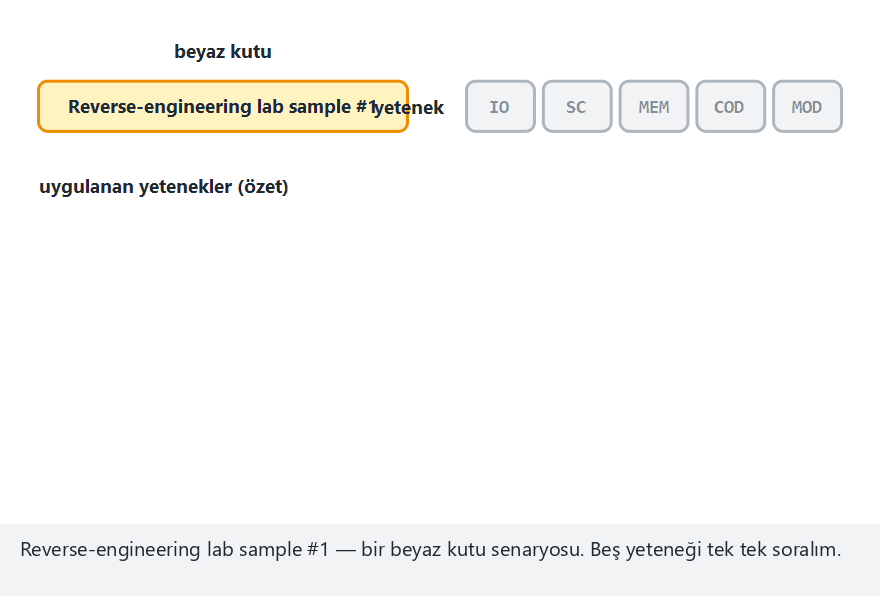 beyaz kutu
Reverse-engineering lab sample #1
yetenek
IO
SC
MEM
COD
MOD
uygulanan yetenekler (özet)
Reverse-engineering lab sample #1 — bir beyaz kutu senaryosu. Beş yeteneği tek tek soralım.